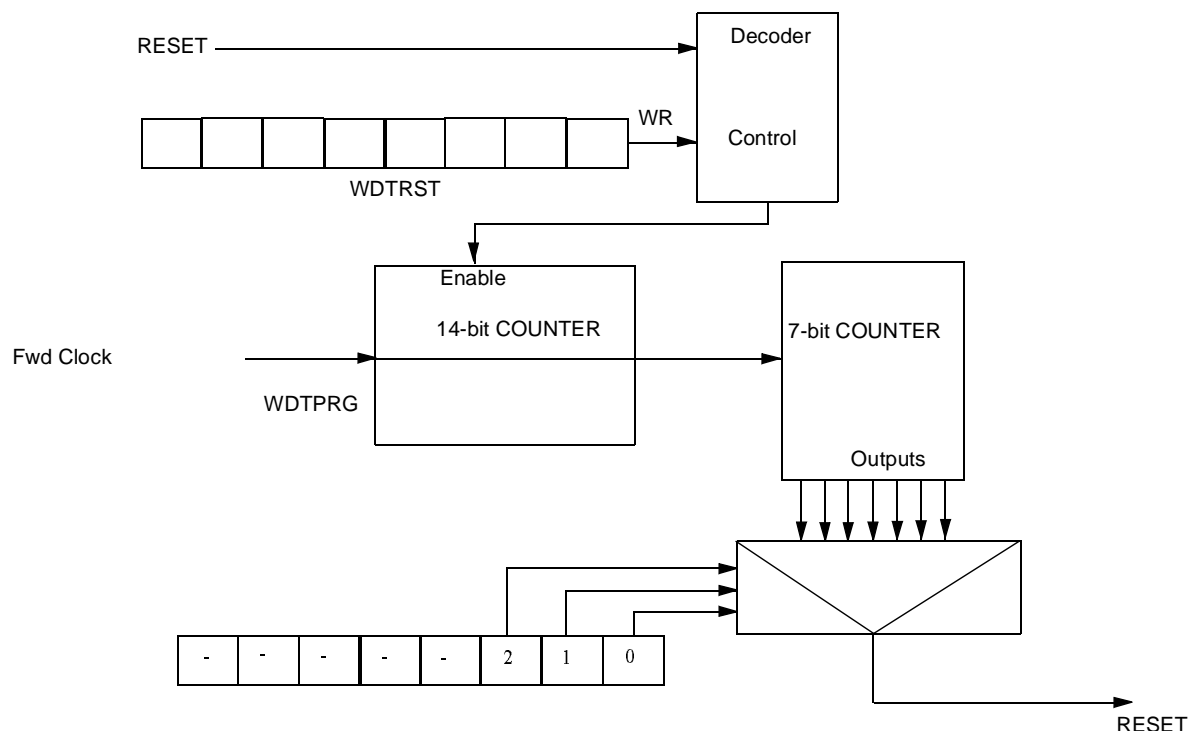 RESET
Decoder
WR
Control
WDTRST
Enable
14-bit COUNTER
7-bit COUNTER
Fwd Clock
WDTPRG
Outputs
- - - - - 2 1 0
RESET